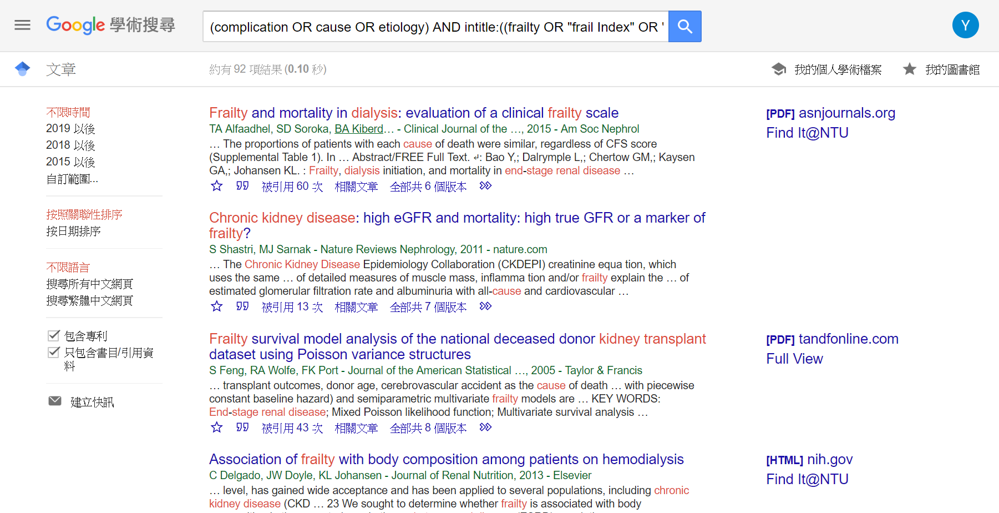 Google 學術搜尋
(complication OR cause OR etiology) AND intitle:((frailty OR "frail Index" OR '
Y
文章
約有 92 項結果 (0.10 秒)
我的個人學術檔案
我的圖書館
不限時間
2019 以後
2018 以後
2015 以後
自訂範圍...
按照關聯性排序
按日期排序
不限語言
搜尋所有中文網頁
搜尋繁體中文網頁
包含專利
只包含書目/引用資
料
建立快訊
Frailty and mortality in dialysis: evaluation of a clinical frailty scale
TA Alfaadhel, SD Soroka, BA Kiberd… - Clinical Journal of the …, 2015 - Am Soc Nephrol
… The proportions of patients with each cause of death were similar, regardless of CFS score
(Supplemental Table 1). In … Abstract/FREE Full Text. ↵: Bao Y,; Dalrymple L,; Chertow GM,; Kaysen
GA,; Johansen KL. : Frailty, dialysis initiation, and mortality in end-stage renal disease …
被引用 60 次 相關文章 全部共 6 個版本
[PDF] asnjournals.org
Find It@NTU
Chronic kidney disease: high eGFR and mortality: high true GFR or a marker of
frailty?
S Shastri, MJ Sarnak - Nature Reviews Nephrology, 2011 - nature.com
… The Chronic Kidney Disease Epidemiology Collaboration (CKDEPI) creatinine equa tion, which
uses the same … of detailed measures of muscle mass, inflamma tion and/or frailty explain the … of
estimated glomerular filtration rate and albuminuria with all-cause and cardiovascular …
被引用 13 次 相關文章 全部共 7 個版本
Frailty survival model analysis of the national deceased donor kidney transplant
dataset using Poisson variance structures
S Feng, RA Wolfe, FK Port - Journal of the American Statistical …, 2005 - Taylor & Francis
… transplant outcomes, donor age, cerebrovascular accident as the cause of death … with piecewise
constant baseline hazard) and semiparametric multivariate frailty models are … KEY WORDS:
End-stage renal disease; Mixed Poisson likelihood function; Multivariate survival analysis …
被引用 43 次 相關文章 全部共 8 個版本
[PDF] tandfonline.com
Full View
Association of frailty with body composition among patients on hemodialysis
C Delgado, JW Doyle, KL Johansen - Journal of Renal Nutrition, 2013 - Elsevier
… level, has gained wide acceptance and has been applied to several populations, including chronic
kidney disease (CKD … 23 We sought to determine whether frailty is associated with body
[HTML] nih.gov
Find It@NTU